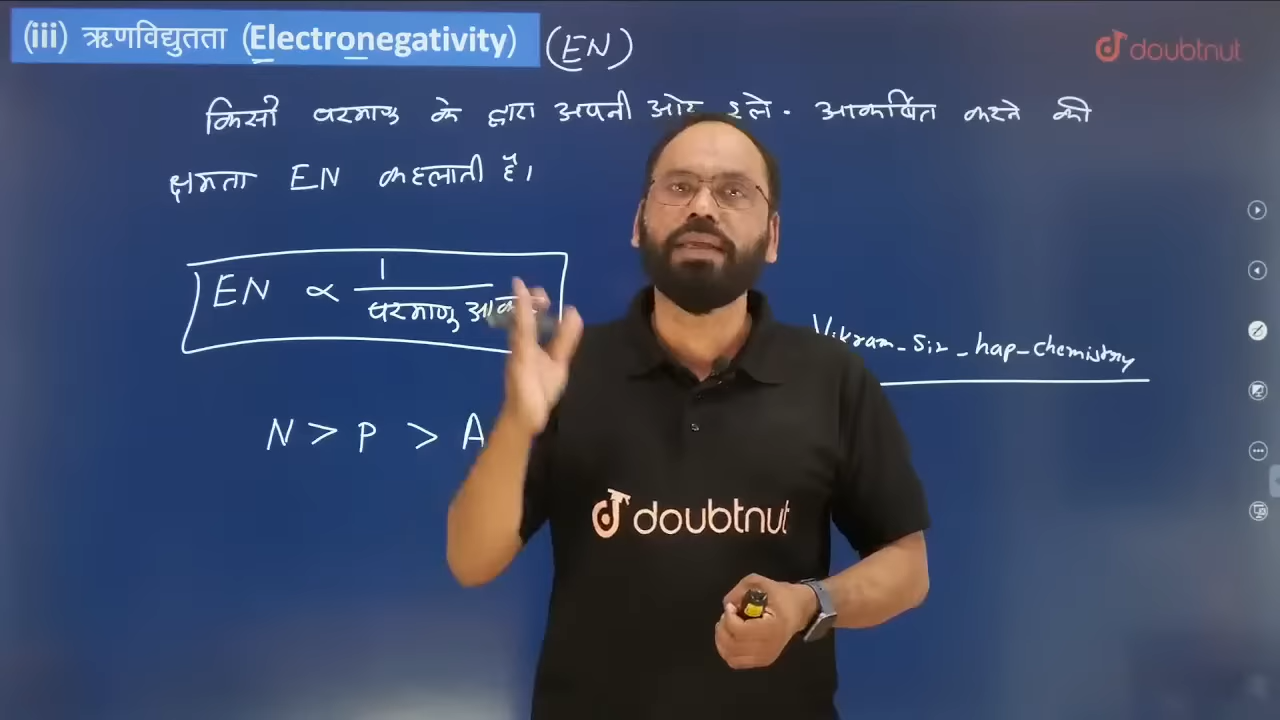 (iii) ऋणविद्युतता (Electronegativity) (EN)
doubtnut
किसी परमाणु के द्वारा अपनी ओर इले. आकर्षित करने की
क्षमता EN कहलाती है।
EN ∝ 1
परमाणु
Vikram_Sir_hap_chemistry
N > P > A
doubtnut